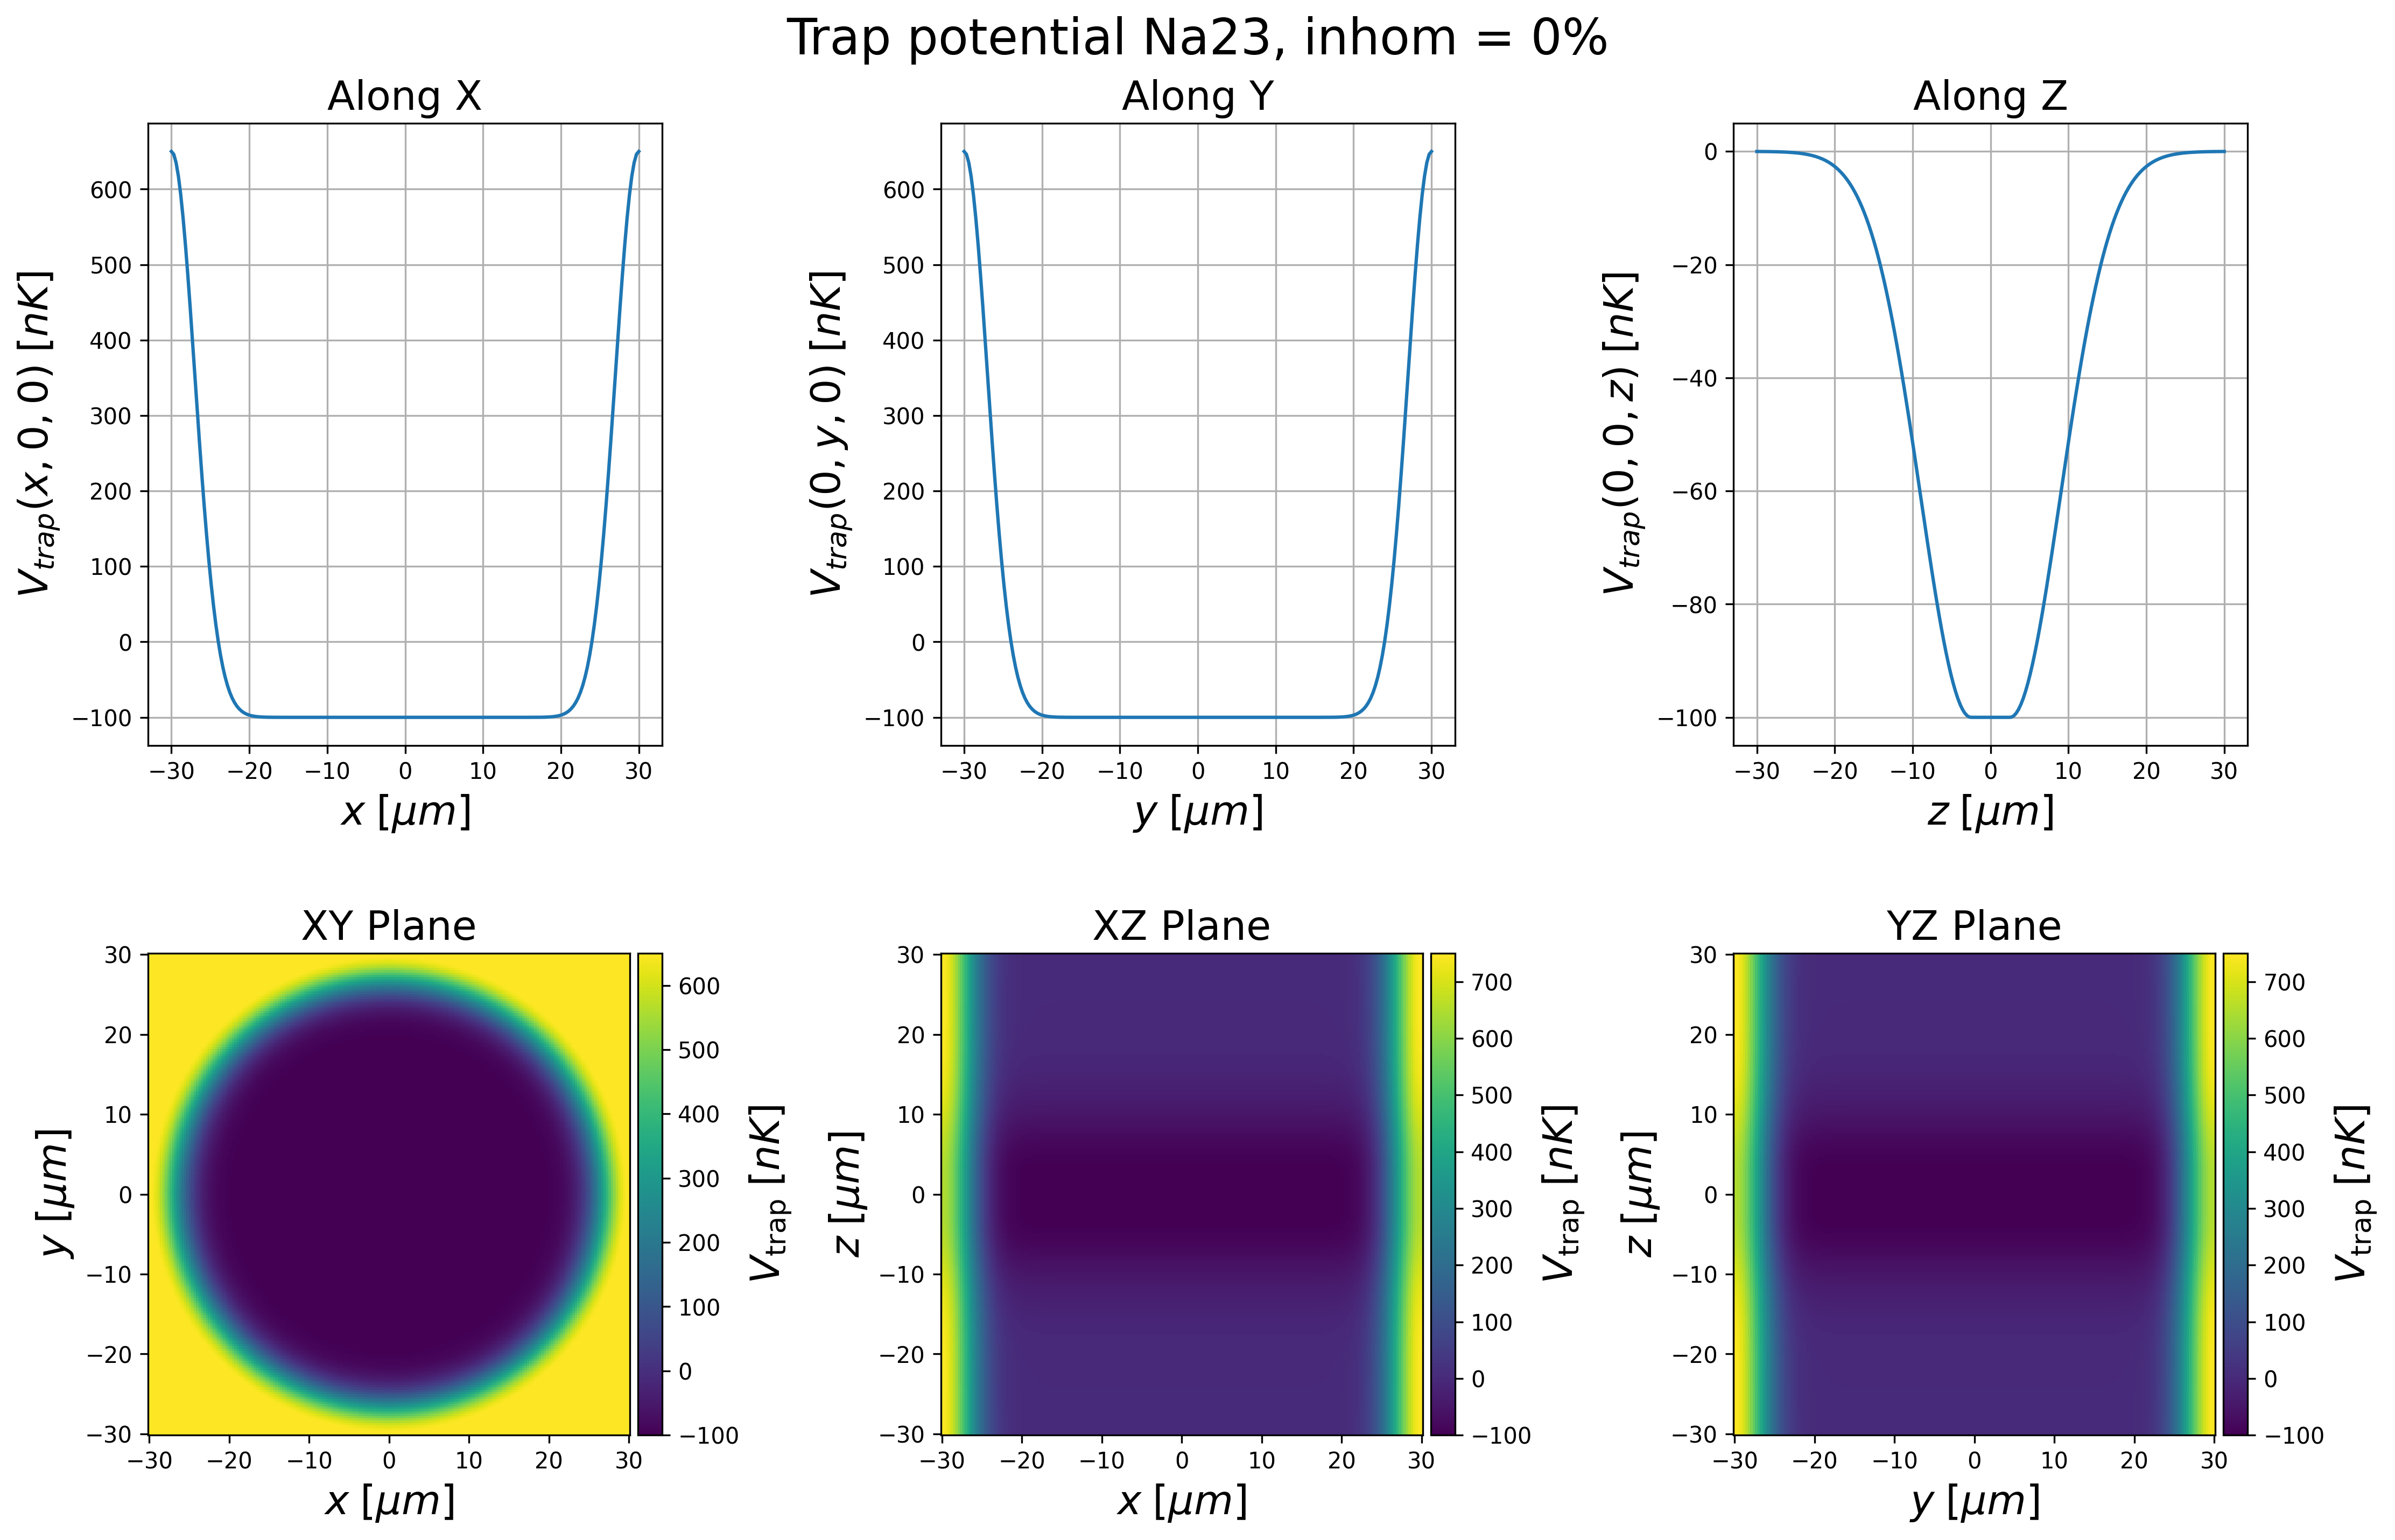 Trap potential Na23, inhom = 0%
Along X
V_trap(x, 0, 0) [nK]
600
500
400
300
200
100
0
−100
−30 −20 −10 0 10 20 30
x [μm]
Along Y
V_trap(0, y, 0) [nK]
600
500
400
300
200
100
0
−100
−30 −20 −10 0 10 20 30
y [μm]
Along Z
V_trap(0, 0, z) [nK]
0
−20
−40
−60
−80
−100
−30 −20 −10 0 10 20 30
z [μm]
XY Plane
y [μm]
30
20
10
0
−10
−20
−30
−30 −20 −10 0 10 20 30
x [μm]
600
500
400
300
200
100
0
−100
V_trap [nK]
XZ Plane
z [μm]
30
20
10
0
−10
−20
−30
−30 −20 −10 0 10 20 30
x [μm]
700
600
500
400
300
200
100
0
−100
V_trap [nK]
YZ Plane
z [μm]
30
20
10
0
−10
−20
−30
−30 −20 −10 0 10 20 30
y [μm]
700
600
500
400
300
200
100
0
−100
V_trap [nK]